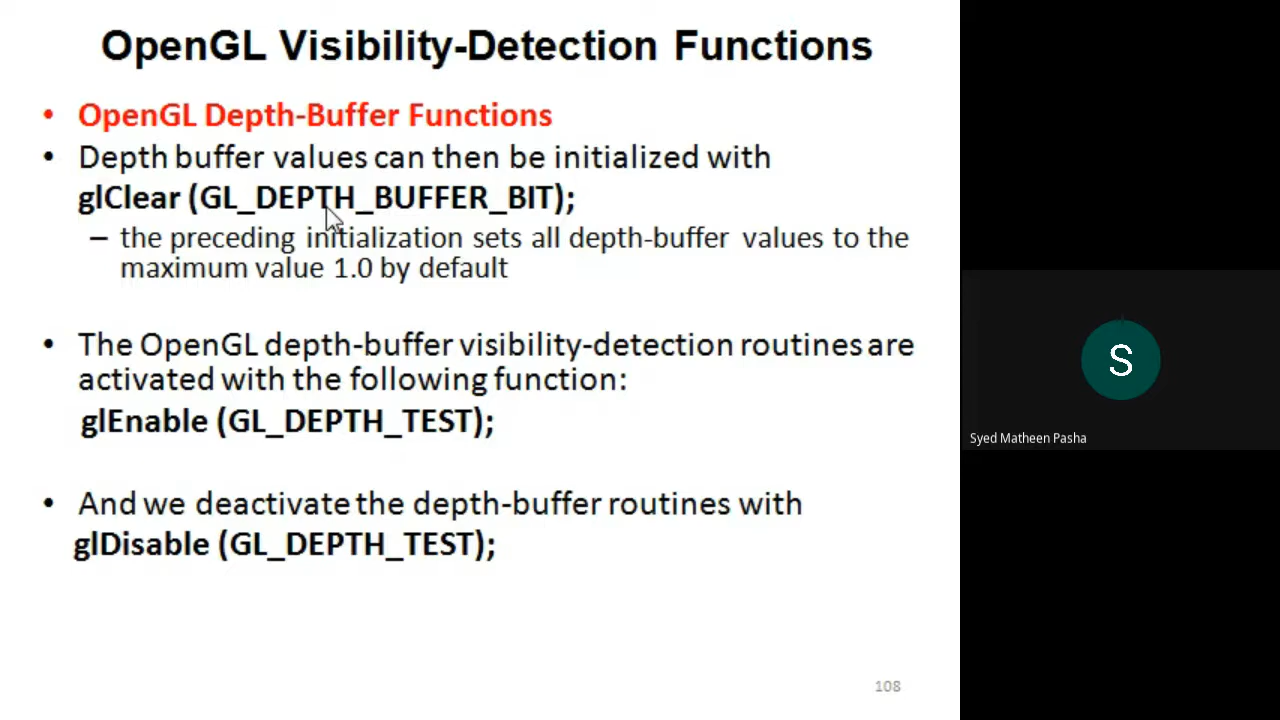 OpenGL Visibility-Detection Functions
• OpenGL Depth-Buffer Functions
• Depth buffer values can then be initialized with
glClear (GL_DEPTH_BUFFER_BIT);
– the preceding initialization sets all depth-buffer values to the
maximum value 1.0 by default
• The OpenGL depth-buffer visibility-detection routines are
activated with the following function:
glEnable (GL_DEPTH_TEST);
• And we deactivate the depth-buffer routines with
glDisable (GL_DEPTH_TEST);
108
S
Syed Matheen Pasha